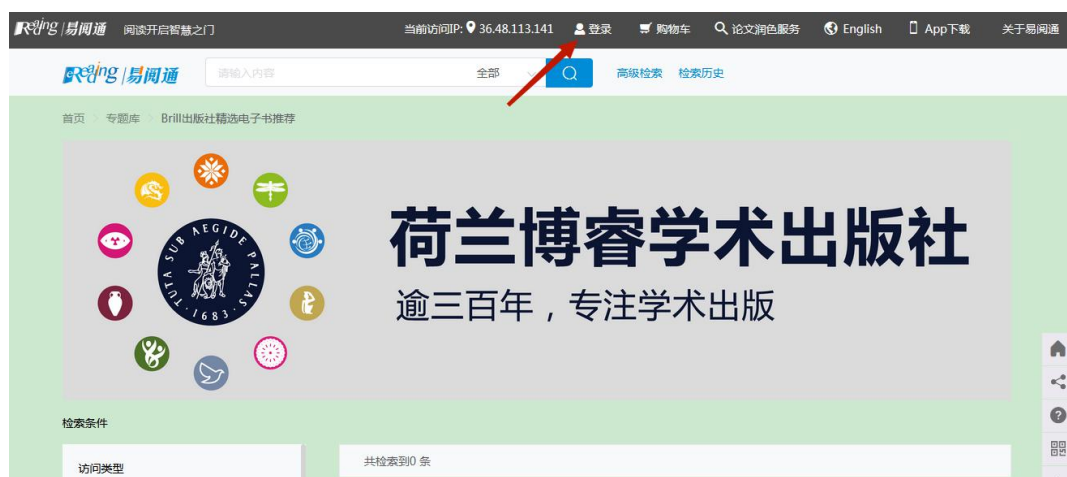 Reading 易阅通 阅读开启智慧之门 当前访问IP: 36.48.113.141 登录 购物车 论文润色服务 English App下载 关于易阅通
Reading 易阅通 请输入内容 全部 高级检索 检索历史
首页 > 专题库 > Brill出版社精选电子书推荐
TUTA SUB AEGIDE PALLAS
·1683·
荷兰博睿学术出版社
逾三百年，专注学术出版
检索条件
访问类型
共检索到0 条